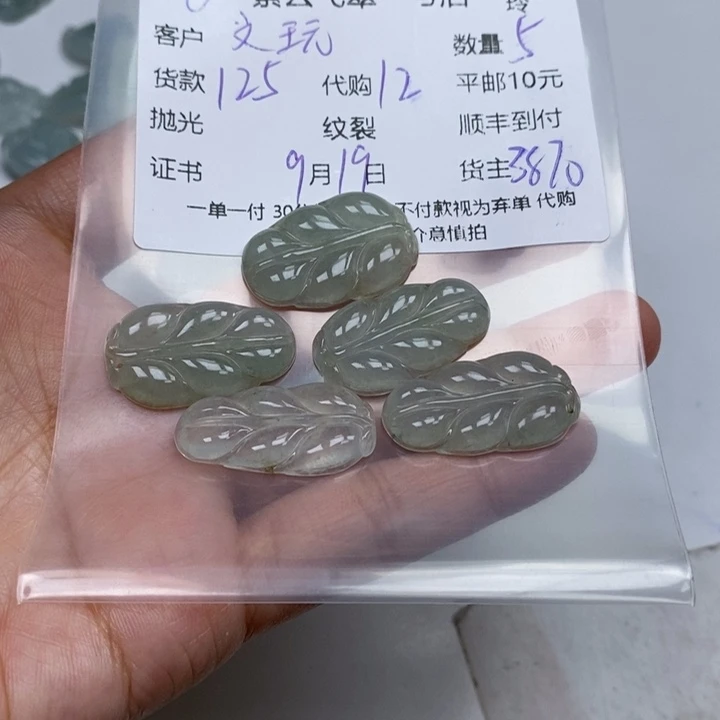 客户 文玩 数量 5
货款 125 代购 12 平邮10元
抛光 纹裂 顺丰到付
证书 9月19日 货主 3870
一单一付 30 不付款视为弃单 代购
介意慎拍